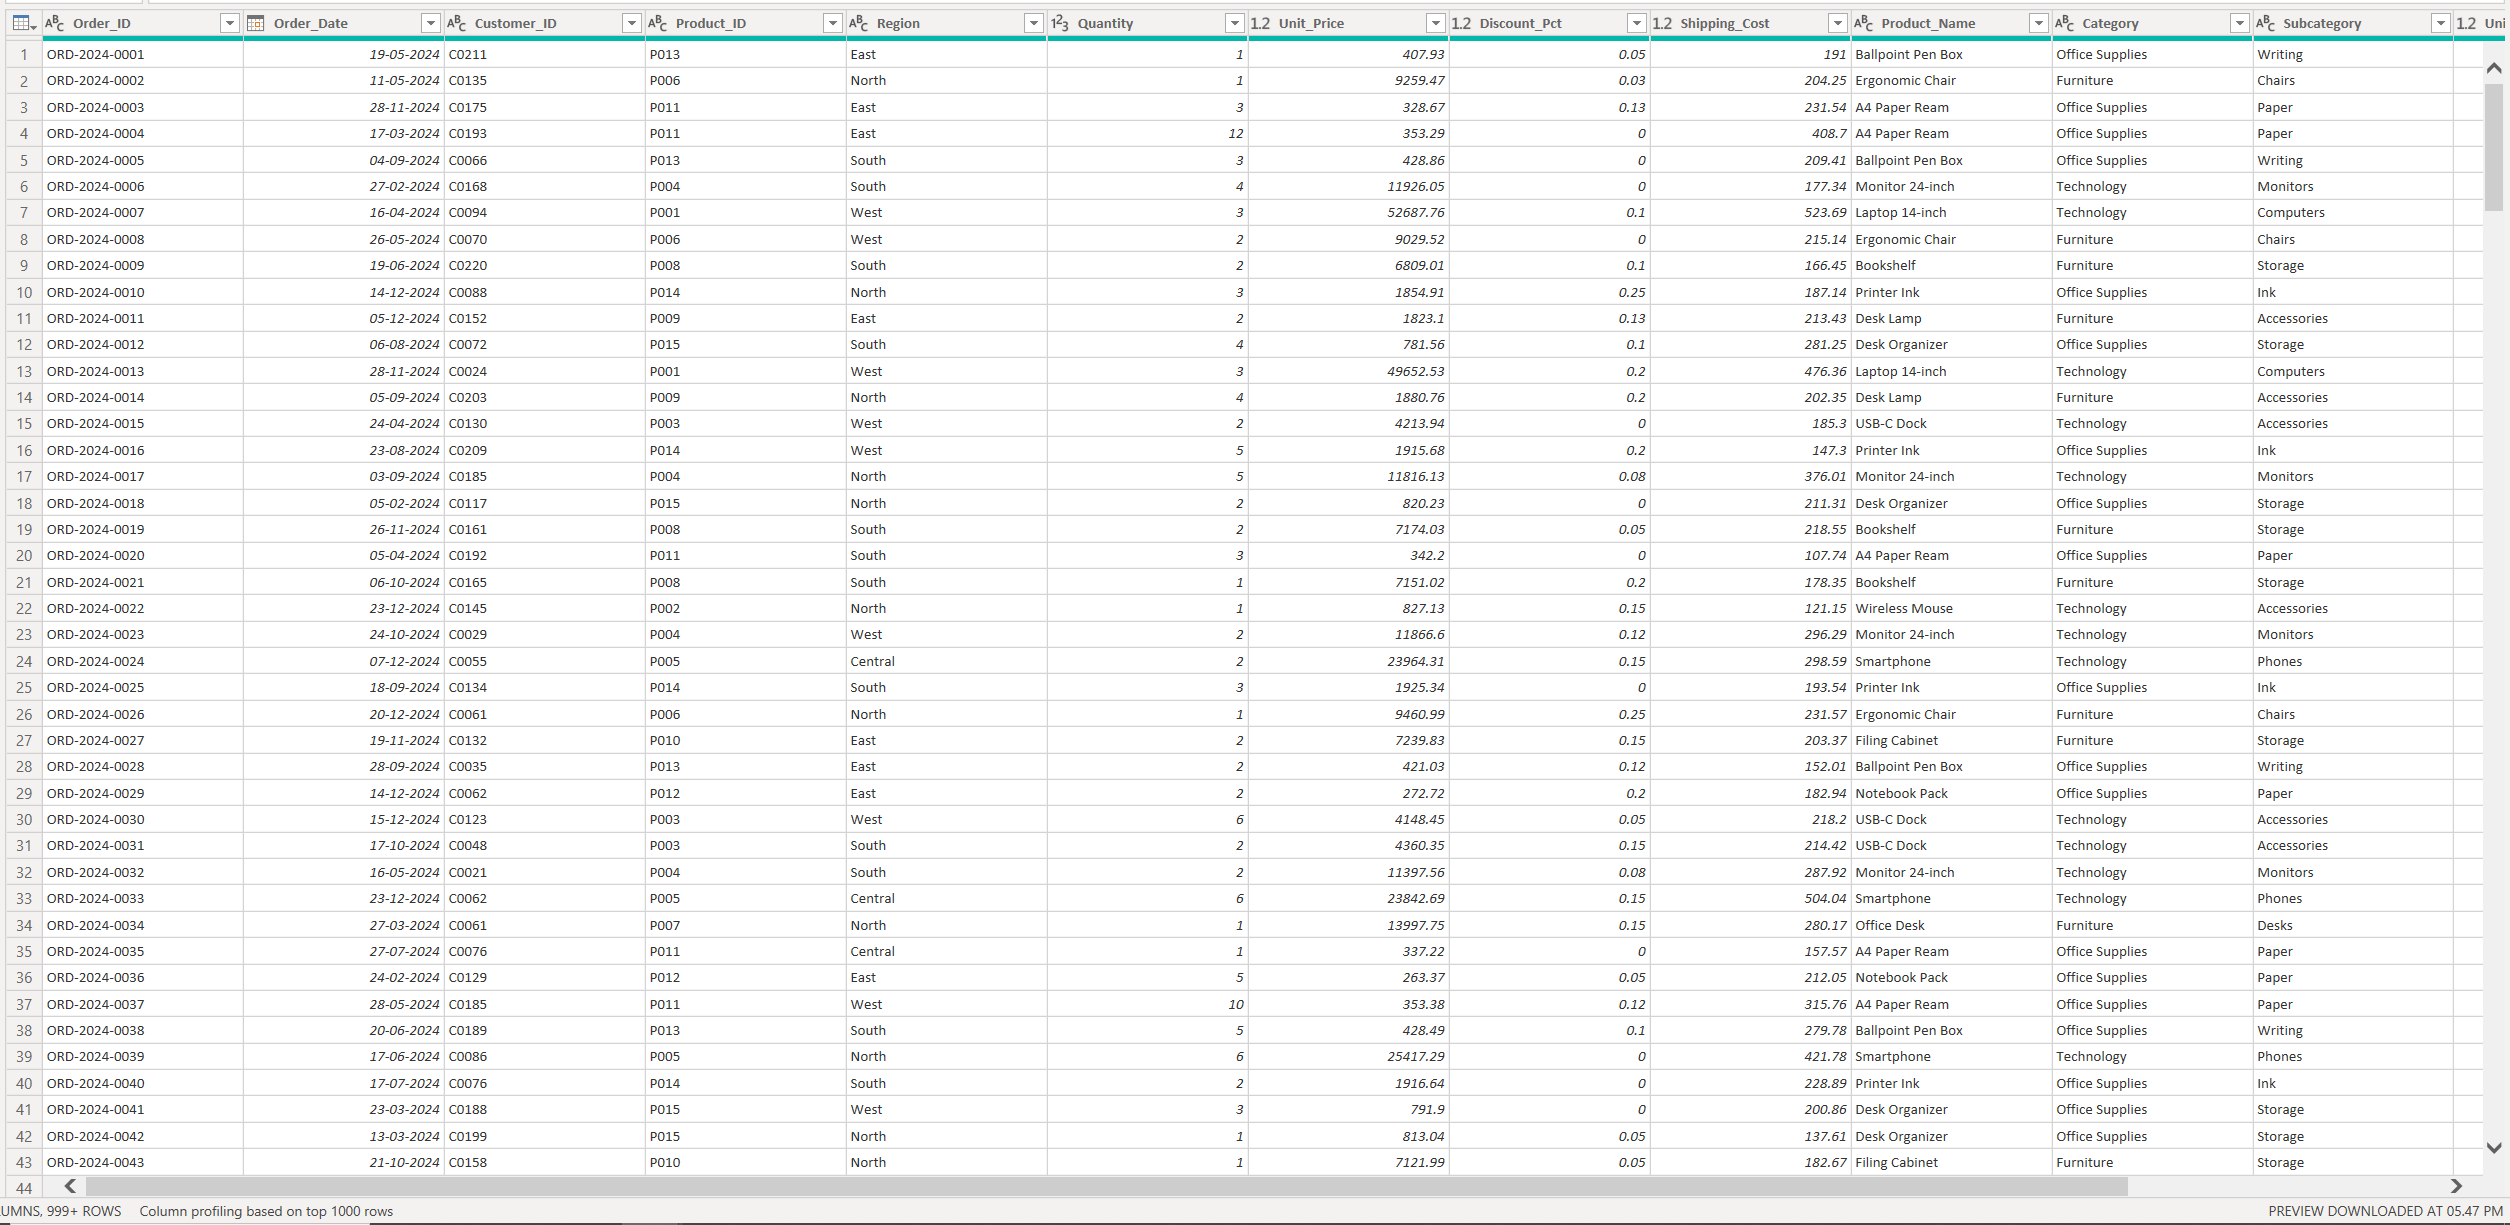 ABC Order_ID Order_Date ABC Customer_ID ABC Product_ID ABC Region 123 Quantity 1.2 Unit_Price 1.2 Discount_Pct 1.2 Shipping_Cost ABC Product_Name ABC Category ABC Subcategory 1.2 Uni
1 ORD-2024-0001 19-05-2024 C0211 P013 East 1 407.93 0.05 191 Ballpoint Pen Box Office Supplies Writing
2 ORD-2024-0002 11-05-2024 C0135 P006 North 1 9259.47 0.03 204.25 Ergonomic Chair Furniture Chairs
3 ORD-2024-0003 28-11-2024 C0175 P011 East 3 328.67 0.13 231.54 A4 Paper Ream Office Supplies Paper
4 ORD-2024-0004 17-03-2024 C0193 P011 East 12 353.29 0 408.7 A4 Paper Ream Office Supplies Paper
5 ORD-2024-0005 04-09-2024 C0066 P013 South 3 428.86 0 209.41 Ballpoint Pen Box Office Supplies Writing
6 ORD-2024-0006 27-02-2024 C0168 P004 South 4 11926.05 0 177.34 Monitor 24-inch Technology Monitors
7 ORD-2024-0007 16-04-2024 C0094 P001 West 3 52687.76 0.1 523.69 Laptop 14-inch Technology Computers
8 ORD-2024-0008 26-05-2024 C0070 P006 West 2 9029.52 0 215.14 Ergonomic Chair Furniture Chairs
9 ORD-2024-0009 19-06-2024 C0220 P008 South 2 6809.01 0.1 166.45 Bookshelf Furniture Storage
10 ORD-2024-0010 14-12-2024 C0088 P014 North 3 1854.91 0.25 187.14 Printer Ink Office Supplies Ink
11 ORD-2024-0011 05-12-2024 C0152 P009 East 2 1823.1 0.13 213.43 Desk Lamp Furniture Accessories
12 ORD-2024-0012 06-08-2024 C0072 P015 South 4 781.56 0.1 281.25 Desk Organizer Office Supplies Storage
13 ORD-2024-0013 28-11-2024 C0024 P001 West 3 49652.53 0.2 476.36 Laptop 14-inch Technology Computers
14 ORD-2024-0014 05-09-2024 C0203 P009 North 4 1880.76 0.2 202.35 Desk Lamp Furniture Accessories
15 ORD-2024-0015 24-04-2024 C0130 P003 West 2 4213.94 0 185.3 USB-C Dock Technology Accessories
16 ORD-2024-0016 23-08-2024 C0209 P014 West 5 1915.68 0.2 147.3 Printer Ink Office Supplies Ink
17 ORD-2024-0017 03-09-2024 C0185 P004 North 5 11816.13 0.08 376.01 Monitor 24-inch Technology Monitors
18 ORD-2024-0018 05-02-2024 C0117 P015 North 2 820.23 0 211.31 Desk Organizer Office Supplies Storage
19 ORD-2024-0019 26-11-2024 C0161 P008 South 2 7174.03 0.05 218.55 Bookshelf Furniture Storage
20 ORD-2024-0020 05-04-2024 C0192 P011 South 3 342.2 0 107.74 A4 Paper Ream Office Supplies Paper
21 ORD-2024-0021 06-10-2024 C0165 P008 South 1 7151.02 0.2 178.35 Bookshelf Furniture Storage
22 ORD-2024-0022 23-12-2024 C0145 P002 North 1 827.13 0.15 121.15 Wireless Mouse Technology Accessories
23 ORD-2024-0023 24-10-2024 C0029 P004 West 2 11866.6 0.12 296.29 Monitor 24-inch Technology Monitors
24 ORD-2024-0024 07-12-2024 C0055 P005 Central 2 23964.31 0.15 298.59 Smartphone Technology Phones
25 ORD-2024-0025 18-09-2024 C0134 P014 South 3 1925.34 0 193.54 Printer Ink Office Supplies Ink
26 ORD-2024-0026 20-12-2024 C0061 P006 North 1 9460.99 0.25 231.57 Ergonomic Chair Furniture Chairs
27 ORD-2024-0027 19-11-2024 C0132 P010 East 2 7239.83 0.15 203.37 Filing Cabinet Furniture Storage
28 ORD-2024-0028 28-09-2024 C0035 P013 East 2 421.03 0.12 152.01 Ballpoint Pen Box Office Supplies Writing
29 ORD-2024-0029 14-12-2024 C0062 P012 East 2 272.72 0.2 182.94 Notebook Pack Office Supplies Paper
30 ORD-2024-0030 15-12-2024 C0123 P003 West 6 4148.45 0.05 218.2 USB-C Dock Technology Accessories
31 ORD-2024-0031 17-10-2024 C0048 P003 South 2 4360.35 0.15 214.42 USB-C Dock Technology Accessories
32 ORD-2024-0032 16-05-2024 C0021 P004 South 2 11397.56 0.08 287.92 Monitor 24-inch Technology Monitors
33 ORD-2024-0033 23-12-2024 C0062 P005 Central 6 23842.69 0.15 504.04 Smartphone Technology Phones
34 ORD-2024-0034 27-03-2024 C0061 P007 North 1 13997.75 0.15 280.17 Office Desk Furniture Desks
35 ORD-2024-0035 27-07-2024 C0076 P011 Central 1 337.22 0 157.57 A4 Paper Ream Office Supplies Paper
36 ORD-2024-0036 24-02-2024 C0129 P012 East 5 263.37 0.05 212.05 Notebook Pack Office Supplies Paper
37 ORD-2024-0037 28-05-2024 C0185 P011 West 10 353.38 0.12 315.76 A4 Paper Ream Office Supplies Paper
38 ORD-2024-0038 20-06-2024 C0189 P013 South 5 428.49 0.1 279.78 Ballpoint Pen Box Office Supplies Writing
39 ORD-2024-0039 17-06-2024 C0086 P005 North 6 25417.29 0 421.78 Smartphone Technology Phones
40 ORD-2024-0040 17-07-2024 C0076 P014 South 2 1916.64 0 228.89 Printer Ink Office Supplies Ink
41 ORD-2024-0041 23-03-2024 C0188 P015 West 3 791.9 0 200.86 Desk Organizer Office Supplies Storage
42 ORD-2024-0042 13-03-2024 C0199 P015 North 1 813.04 0.05 137.61 Desk Organizer Office Supplies Storage
43 ORD-2024-0043 21-10-2024 C0158 P010 North 1 7121.99 0.05 182.67 Filing Cabinet Furniture Storage
44
UMNS, 999+ ROWS Column profiling based on top 1000 rows PREVIEW DOWNLOADED AT 05.47 PM